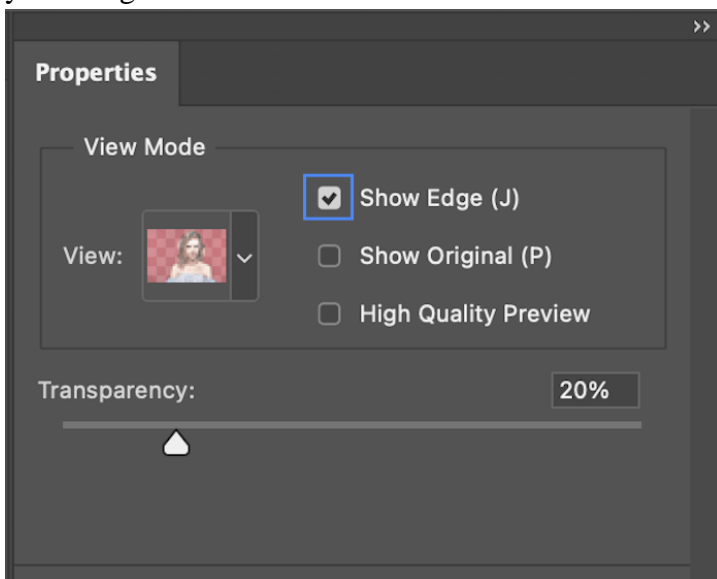 Properties
View Mode
Show Edge (J)
View:
Show Original (P)
High Quality Preview
Transparency:
20%